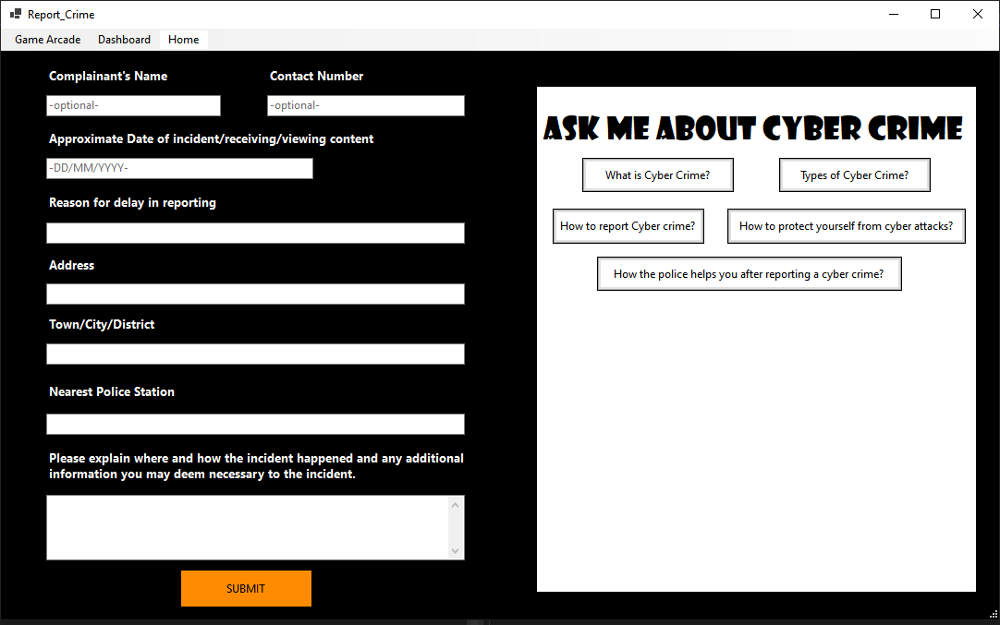 Report_Crime
Game Arcade Dashboard Home
Complainant's Name Contact Number
-optional- -optional-
Approximate Date of incident/receiving/viewing content
-DD/MM/YYYY-
Reason for delay in reporting
Address
Town/City/District
Nearest Police Station
Please explain where and how the incident happened and any additional
information you may deem necessary to the incident.
SUBMIT
ASK ME ABOUT CYBER CRIME
What is Cyber Crime? Types of Cyber Crime?
How to report Cyber crime? How to protect yourself from cyber attacks?
How the police helps you after reporting a cyber crime?